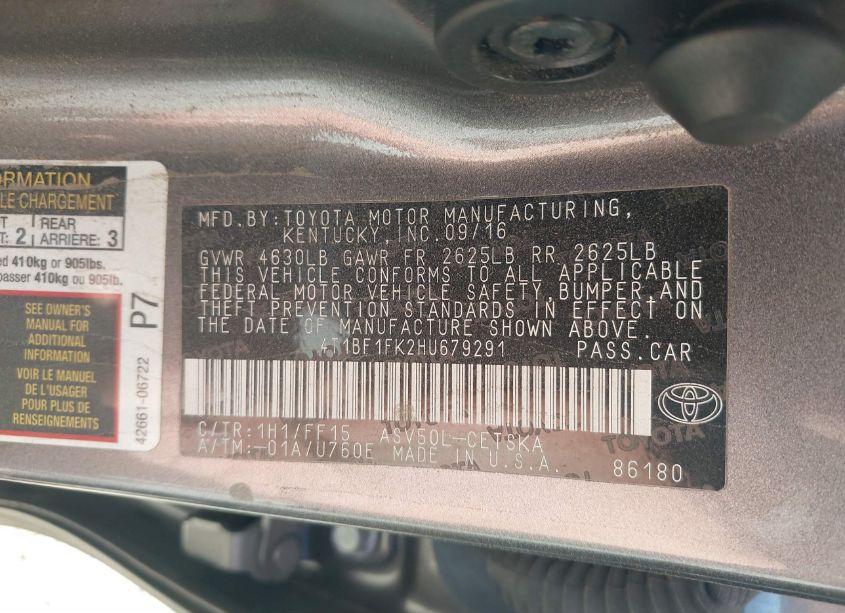 ORMATION
LE CHARGEMENT
2 REAR
ARRIÈRE: 3
ed 410kg or 905lbs.
passer 410kg ou 905lb.
SEE OWNER'S
MANUAL FOR
ADDITIONAL
INFORMATION
VOIR LE MANUEL
DE L'USAGER
POUR PLUS DE
RENSEIGNEMENTS
P7
42661-06722
MFD.BY:TOYOTA MOTOR MANUFACTURING,
KENTUCKY,INC.09/16
GVWR 4630LB GAWR FR 2625LB RR 2625LB
THIS VEHICLE CONFORMS TO ALL APPLICABLE
FEDERAL MOTOR VEHICLE SAFETY,BUMPER,AND
THEFT PREVENTION STANDARDS IN EFFECT ON
THE DATE OF MANUFACTURE SHOWN ABOVE.
4T1BF1FK2HU679291 PASS.CAR
C/TR:1H1/FF15 ASV50L-CETSKA
A/TM:-01A/U760E MADE IN U.S.A.
86180
TOYOTA